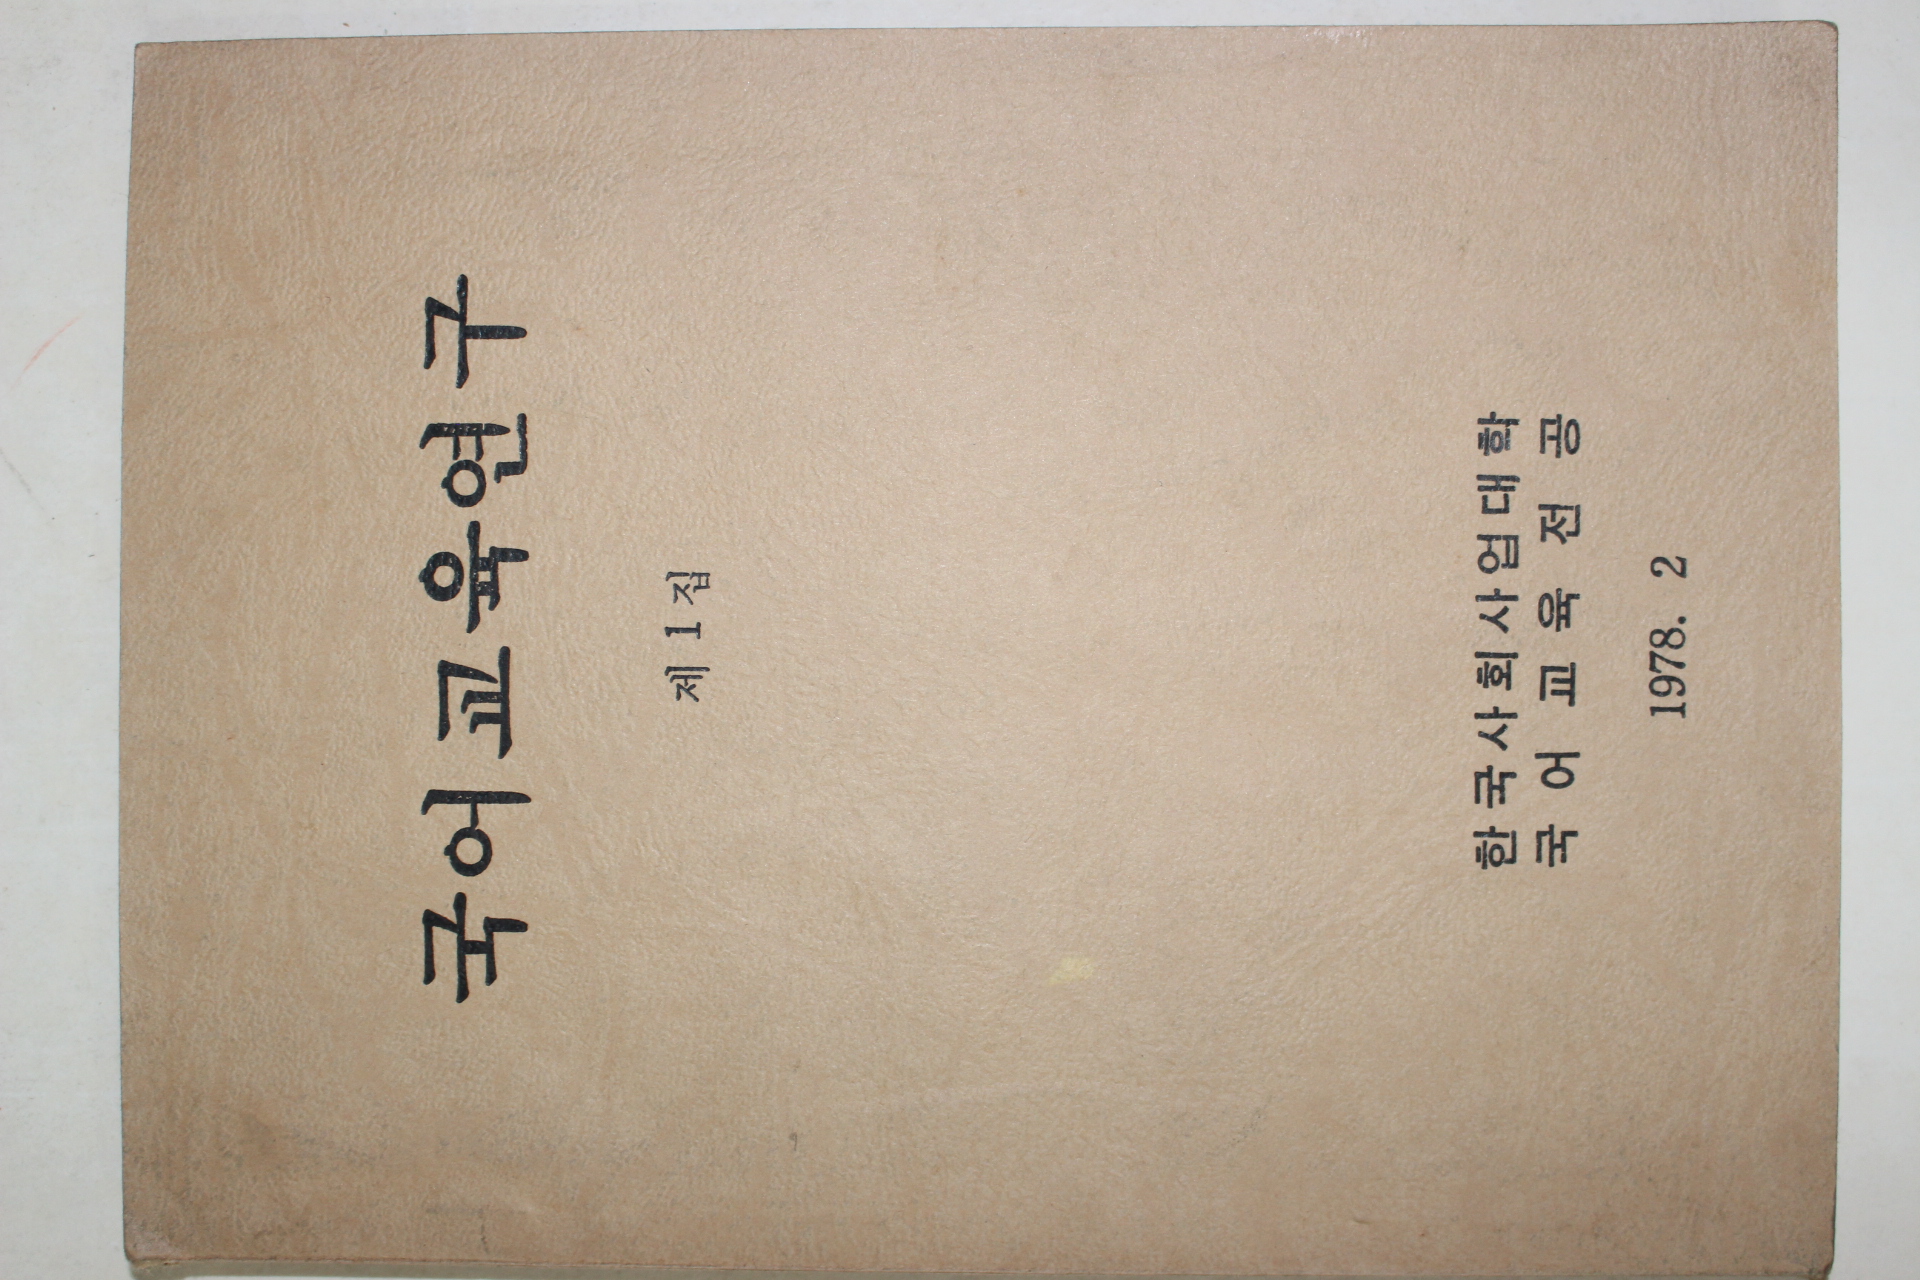 국어교육연구
제1집
한국사회사업대학
국어교육전공
1978. 2